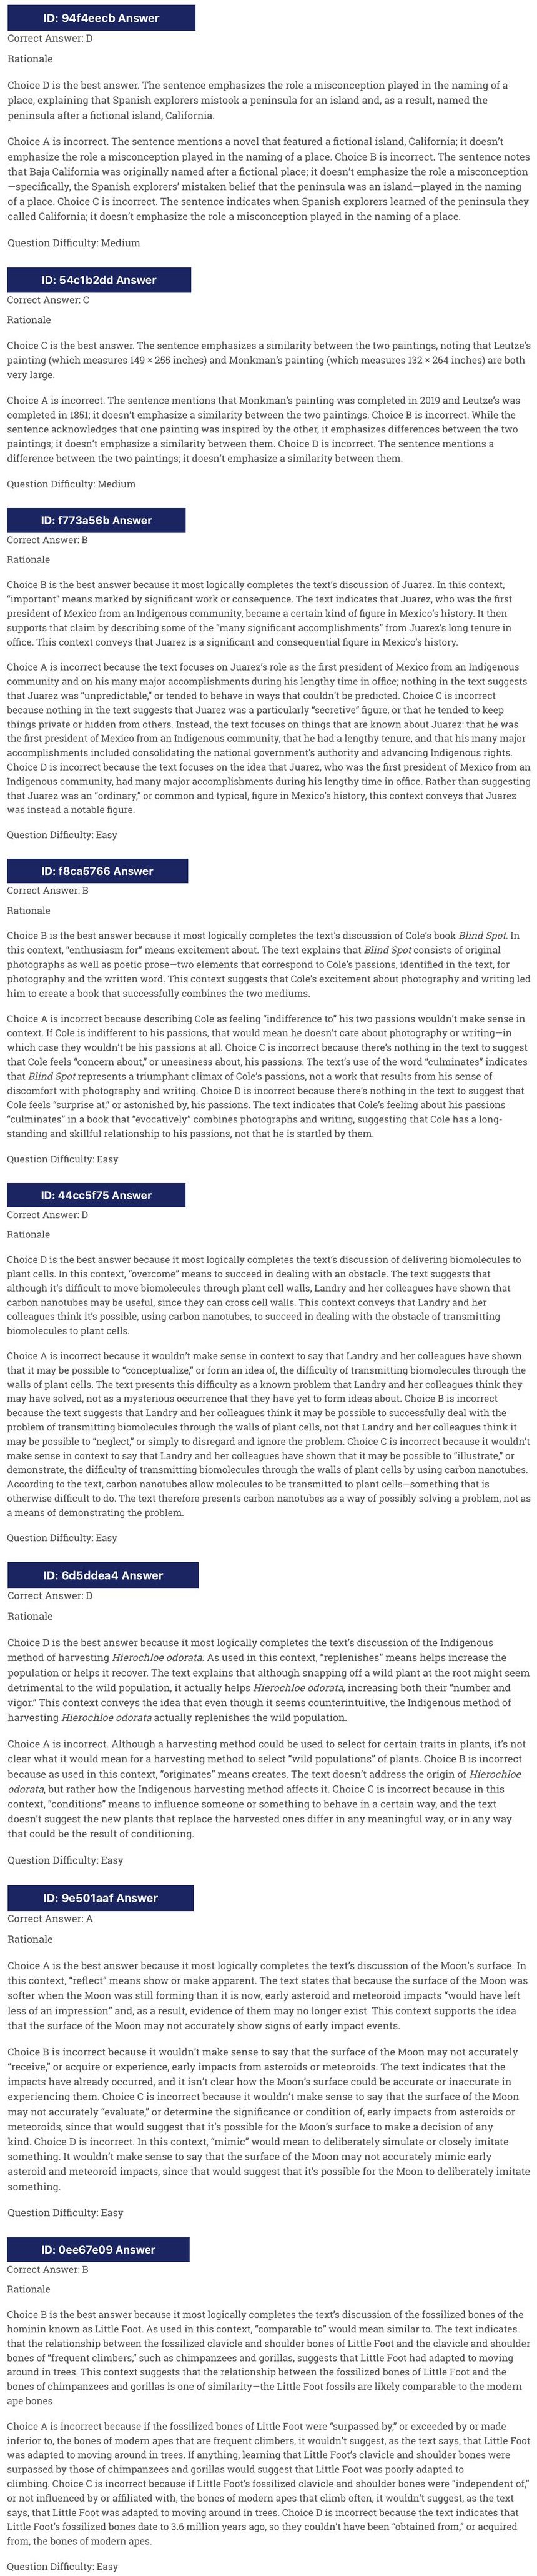 ID: 94f4eecb Answer
Correct Answer: D
Rationale
Choice D is the best answer. The sentence emphasizes the role a misconception played in the naming of a
place, explaining that Spanish explorers mistook a peninsula for an island and, as a result, named the
peninsula after a fictional island, California.
Choice A is incorrect. The sentence mentions a novel that featured a fictional island, California; it doesn’t
emphasize the role a misconception played in the naming of a place. Choice B is incorrect. The sentence notes
that Baja California was originally named after a fictional place; it doesn’t emphasize the role a misconception
—specifically, the Spanish explorers’ mistaken belief that the peninsula was an island—played in the naming
of a place. Choice C is incorrect. The sentence indicates when Spanish explorers learned of the peninsula they
called California; it doesn’t emphasize the role a misconception played in the naming of a place.
Question Difficulty: Medium
ID: 54c1b2dd Answer
Correct Answer: C
Rationale
Choice C is the best answer. The sentence emphasizes a similarity between the two paintings, noting that Leutze’s
painting (which measures 149 × 255 inches) and Monkman’s painting (which measures 132 × 264 inches) are both
very large.
Choice A is incorrect. The sentence mentions that Monkman’s painting was completed in 2019 and Leutze’s was
completed in 1851; it doesn’t emphasize a similarity between the two paintings. Choice B is incorrect. While the
sentence acknowledges that one painting was inspired by the other, it emphasizes differences between the two
paintings; it doesn’t emphasize a similarity between them. Choice D is incorrect. The sentence mentions a
difference between the two paintings; it doesn’t emphasize a similarity between them.
Question Difficulty: Medium
ID: f773a56b Answer
Correct Answer: B
Rationale
Choice B is the best answer because it most logically completes the text’s discussion of Juarez. In this context,
“important” means marked by significant work or consequence. The text indicates that Juarez, who was the first
president of Mexico from an Indigenous community, became a certain kind of figure in Mexico’s history. It then
supports that claim by describing some of the “many significant accomplishments” from Juarez’s long tenure in
office. This context conveys that Juarez is a significant and consequential figure in Mexico’s history.
Choice A is incorrect because the text focuses on Juarez’s role as the first president of Mexico from an Indigenous
community and on his many major accomplishments during his lengthy time in office; nothing in the text suggests
that Juarez was “unpredictable,” or tended to behave in ways that couldn’t be predicted. Choice C is incorrect
because nothing in the text suggests that Juarez was a particularly “secretive” figure, or that he tended to keep
things private or hidden from others. Instead, the text focuses on things that are known about Juarez: that he was
the first president of Mexico from an Indigenous community, that he had a lengthy tenure, and that his many major
accomplishments included consolidating the national government’s authority and advancing Indigenous rights.
Choice D is incorrect because the text focuses on the idea that Juarez, who was the first president of Mexico from an
Indigenous community, had many major accomplishments during his lengthy time in office. Rather than suggesting
that Juarez was an “ordinary,” or common and typical, figure in Mexico’s history, this context conveys that Juarez
was instead a notable figure.
Question Difficulty: Easy
ID: f8ca5766 Answer
Correct Answer: B
Rationale
Choice B is the best answer because it most logically completes the text’s discussion of Cole’s book Blind Spot. In
this context, “enthusiasm for” means excitement about. The text explains that Blind Spot consists of original
photographs as well as poetic prose—two elements that correspond to Cole’s passions, identified in the text, for
photography and the written word. This context suggests that Cole’s excitement about photography and writing led
him to create a book that successfully combines the two mediums.
Choice A is incorrect because describing Cole as feeling “indifference to” his two passions wouldn’t make sense in
context. If Cole is indifferent to his passions, that would mean he doesn’t care about photography or writing—in
which case they wouldn’t be his passions at all. Choice C is incorrect because there’s nothing in the text to suggest
that Cole feels “concern about,” or uneasiness about, his passions. The text’s use of the word “culminates” indicates
that Blind Spot represents a triumphant climax of Cole’s passions, not a work that results from his sense of
discomfort with photography and writing. Choice D is incorrect because there’s nothing in the text to suggest that
Cole feels “surprise at,” or astonished by, his passions. The text indicates that Cole’s feeling about his passions
“culminates” in a book that “evocatively” combines photographs and writing, suggesting that Cole has a long-
standing and skillful relationship to his passions, not that he is startled by them.
Question Difficulty: Easy
ID: 44cc5f75 Answer
Correct Answer: D
Rationale
Choice D is the best answer because it most logically completes the text’s discussion of delivering biomolecules to
plant cells. In this context, “overcome” means to succeed in dealing with an obstacle. The text suggests that
although it’s difficult to move biomolecules through plant cell walls, Landry and her colleagues have shown that
carbon nanotubes may be useful, since they can cross cell walls. This context conveys that Landry and her
colleagues think it’s possible, using carbon nanotubes, to succeed in dealing with the obstacle of transmitting
biomolecules to plant cells.
Choice A is incorrect because it wouldn’t make sense in context to say that Landry and her colleagues have shown
that it may be possible to “conceptualize,” or form an idea of, the difficulty of transmitting biomolecules through the
walls of plant cells. The text presents this difficulty as a known problem that Landry and her colleagues think they
may have solved, not as a mysterious occurrence that they have yet to form ideas about. Choice B is incorrect
because the text suggests that Landry and her colleagues think it may be possible to successfully deal with the
problem of transmitting biomolecules through the walls of plant cells, not that Landry and her colleagues think it
may be possible to “neglect,” or simply to disregard and ignore the problem. Choice C is incorrect because it wouldn’t
make sense in context to say that Landry and her colleagues have shown that it may be possible to “illustrate,” or
demonstrate, the difficulty of transmitting biomolecules through the walls of plant cells by using carbon nanotubes.
According to the text, carbon nanotubes allow molecules to be transmitted to plant cells—something that is
otherwise difficult to do. The text therefore presents carbon nanotubes as a way of possibly solving a problem, not as
a means of demonstrating the problem.
Question Difficulty: Easy
ID: 6d5ddea4 Answer
Correct Answer: D
Rationale
Choice D is the best answer because it most logically completes the text’s discussion of the Indigenous
method of harvesting Hierochloe odorata. As used in this context, “replenishes” means helps increase the
population or helps it recover. The text explains that although snapping off a wild plant at the root might seem
detrimental to the wild population, it actually helps Hierochloe odorata, increasing both their “number and
vigor.” This context conveys the idea that even though it seems counterintuitive, the Indigenous method of
harvesting Hierochloe odorata actually replenishes the wild population.
Choice A is incorrect. Although a harvesting method could be used to select for certain traits in plants, it’s not
clear what it would mean for a harvesting method to select “wild populations” of plants. Choice B is incorrect
because as used in this context, “originates” means creates. The text doesn’t address the origin of Hierochloe
odorata, but rather how the Indigenous harvesting method affects it. Choice C is incorrect because in this
context, “conditions” means to influence someone or something to behave in a certain way, and the text
doesn’t suggest the new plants that replace the harvested ones differ in any meaningful way, or in any way
that could be the result of conditioning.
Question Difficulty: Easy
ID: 9e501aaf Answer
Correct Answer: A
Rationale
Choice A is the best answer because it most logically completes the text’s discussion of the Moon’s surface. In
this context, “reflect” means show or make apparent. The text states that because the surface of the Moon was
softer when the Moon was still forming than it is now, early asteroid and meteoroid impacts “would have left
less of an impression” and, as a result, evidence of them may no longer exist. This context supports the idea
that the surface of the Moon may not accurately show signs of early impact events.
Choice B is incorrect because it wouldn’t make sense to say that the surface of the Moon may not accurately
“receive,” or acquire or experience, early impacts from asteroids or meteoroids. The text indicates that the
impacts have already occurred, and it isn’t clear how the Moon’s surface could be accurate or inaccurate in
experiencing them. Choice C is incorrect because it wouldn’t make sense to say that the surface of the Moon
may not accurately “evaluate,” or determine the significance or condition of, early impacts from asteroids or
meteoroids, since that would suggest that it’s possible for the Moon’s surface to make a decision of any
kind. Choice D is incorrect. In this context, “mimic” would mean to deliberately simulate or closely imitate
something. It wouldn’t make sense to say that the surface of the Moon may not accurately mimic early
asteroid and meteoroid impacts, since that would suggest that it’s possible for the Moon to deliberately imitate
something.
Question Difficulty: Easy
ID: 0ee67e09 Answer
Correct Answer: B
Rationale
Choice B is the best answer because it most logically completes the text’s discussion of the fossilized bones of the
hominin known as Little Foot. As used in this context, “comparable to” would mean similar to. The text indicates
that the relationship between the fossilized clavicle and shoulder bones of Little Foot and the clavicle and shoulder
bones of “frequent climbers,” such as chimpanzees and gorillas, suggests that Little Foot had adapted to moving
around in trees. This context suggests that the relationship between the fossilized bones of Little Foot and the
bones of chimpanzees and gorillas is one of similarity—the Little Foot fossils are likely comparable to the modern
ape bones.
Choice A is incorrect because if the fossilized bones of Little Foot were “surpassed by,” or exceeded by or made
inferior to, the bones of modern apes that are frequent climbers, it wouldn’t suggest, as the text says, that Little Foot
was adapted to moving around in trees. If anything, learning that Little Foot’s clavicle and shoulder bones were
surpassed by those of chimpanzees and gorillas would suggest that Little Foot was poorly adapted to
climbing. Choice C is incorrect because if Little Foot’s fossilized clavicle and shoulder bones were “independent of,”
or not influenced by or affiliated with, the bones of modern apes that climb often, it wouldn’t suggest, as the text
says, that Little Foot was adapted to moving around in trees. Choice D is incorrect because the text indicates that
Little Foot’s fossilized bones date to 3.6 million years ago, so they couldn’t have been “obtained from,” or acquired
from, the bones of modern apes.
Question Difficulty: Easy